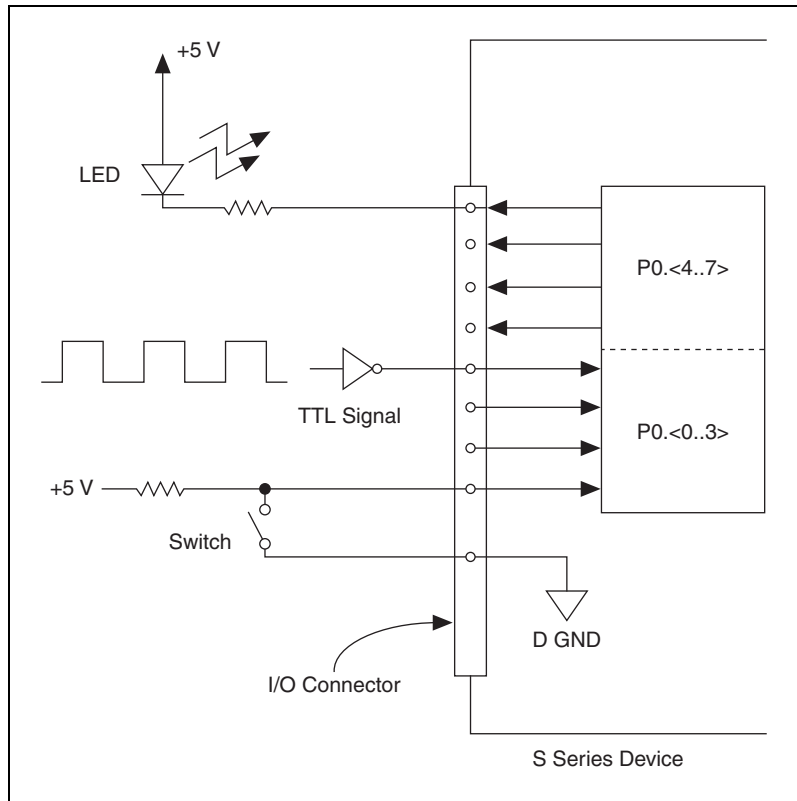 +5 V
LED
P0.<4..7>
TTL Signal
P0.<0..3>
+5 V
Switch
D GND
I/O Connector
S Series Device